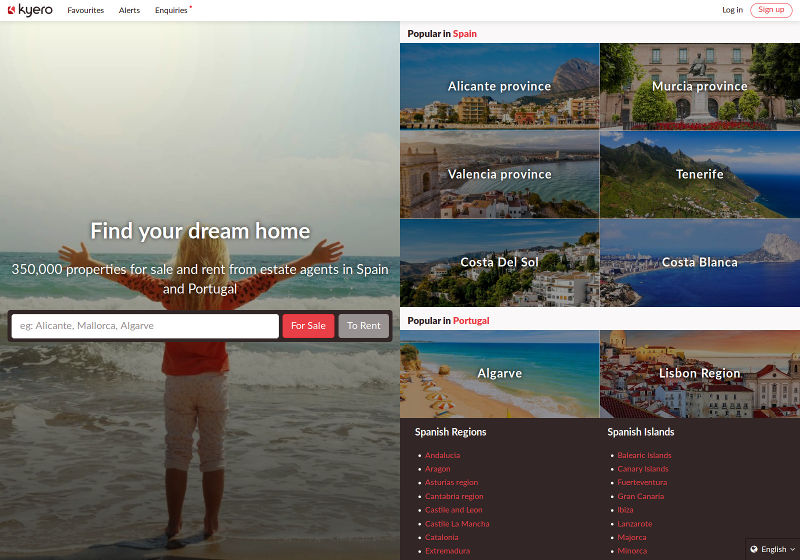 kyero
Favourites
Alerts
Enquiries
Log in
Sign up
Find your dream home
350,000 properties for sale and rent from estate agents in Spain
and Portugal
eg: Alicante, Mallorca, Algarve
For Sale
To Rent
Popular in Spain
Alicante province
Murcia province
Valencia province
Tenerife
Costa Del Sol
Costa Blanca
Popular in Portugal
Algarve
Lisbon Region
Spanish Regions
Andalucia
Aragon
Asturias region
Cantabria region
Castile and Leon
Castile La Mancha
Catalonia
Extremadura
Spanish Islands
Balearic Islands
Canary Islands
Fuerteventura
Gran Canaria
Ibiza
Lanzarote
Majorca
Minorca
English